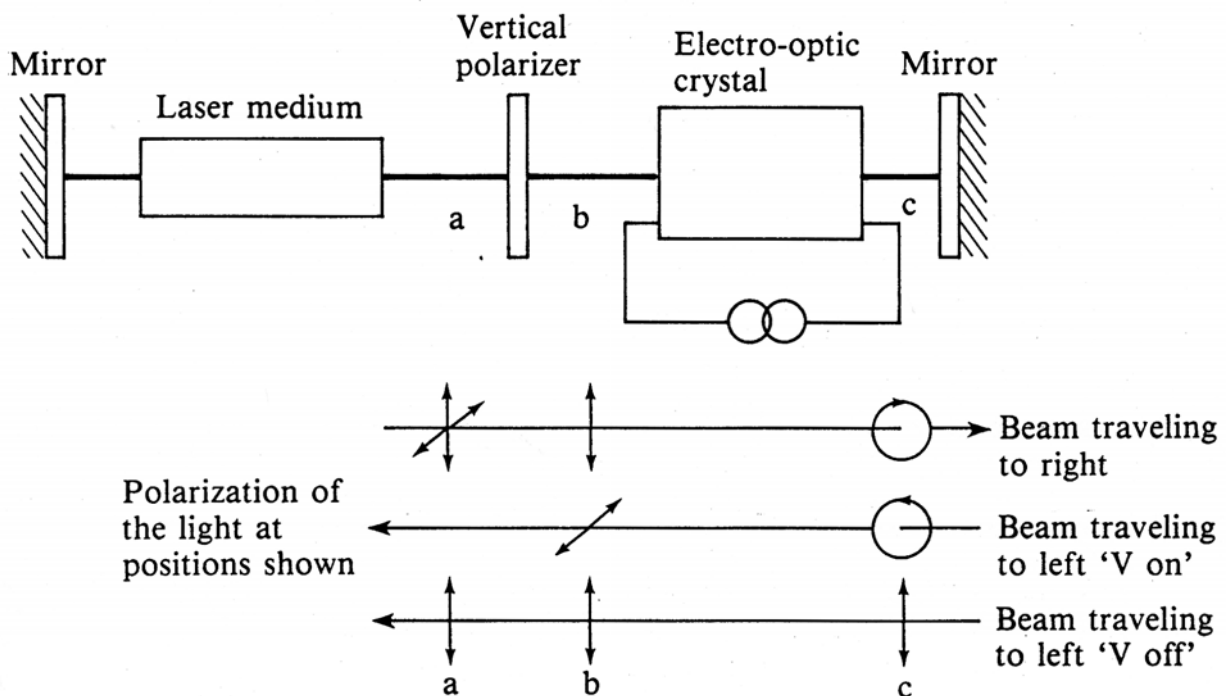 Mirror
Laser medium
Vertical
polarizer
Electro-optic
crystal
Mirror
a
b
c
Beam traveling
to right
Polarization of
the light at
positions shown
Beam traveling
to left ‘V on’
Beam traveling
to left ‘V off’
a
b
c